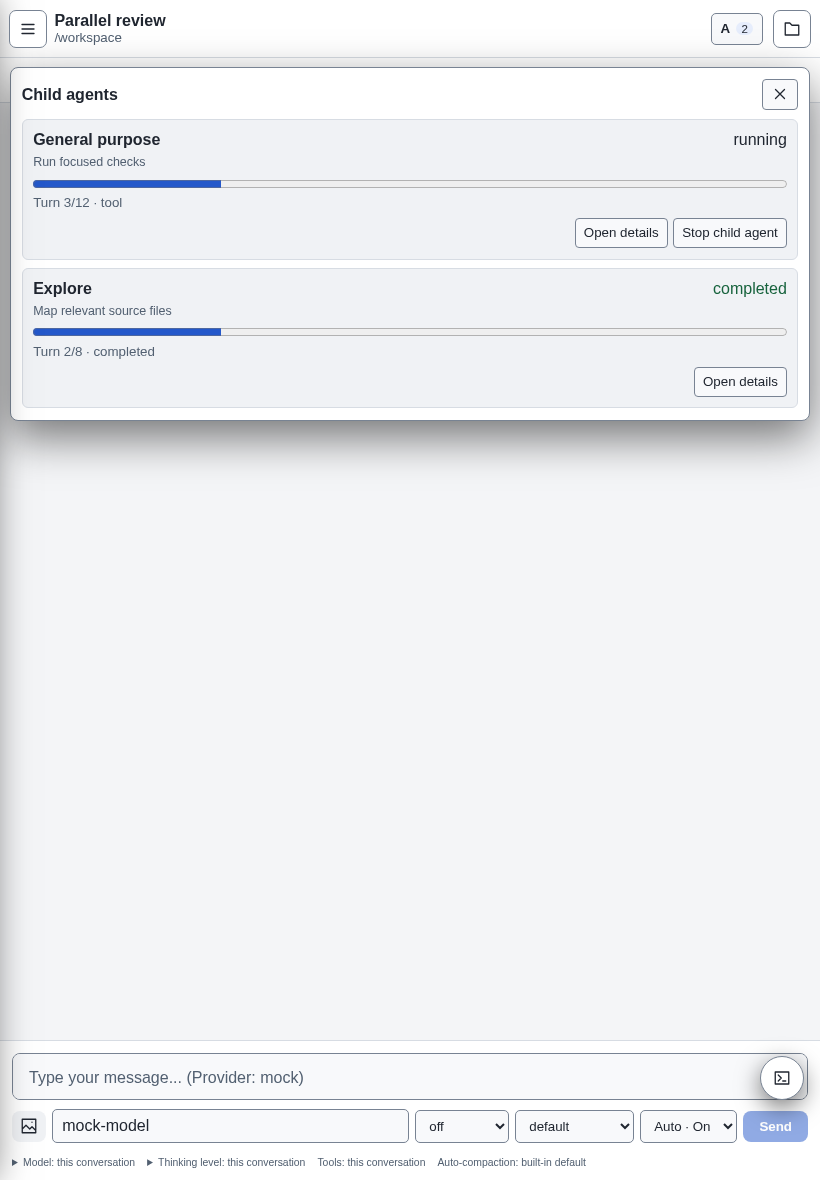 Parallel review
/workspace
A 2
Child agents
General purpose
running
Run focused checks
Turn 3/12 · tool
Open details
Stop child agent
Explore
completed
Map relevant source files
Turn 2/8 · completed
Open details
Type your message... (Provider: mock)
mock-model
off
default
Auto · On
Send
Model: this conversation
Thinking level: this conversation
Tools: this conversation
Auto-compaction: built-in default